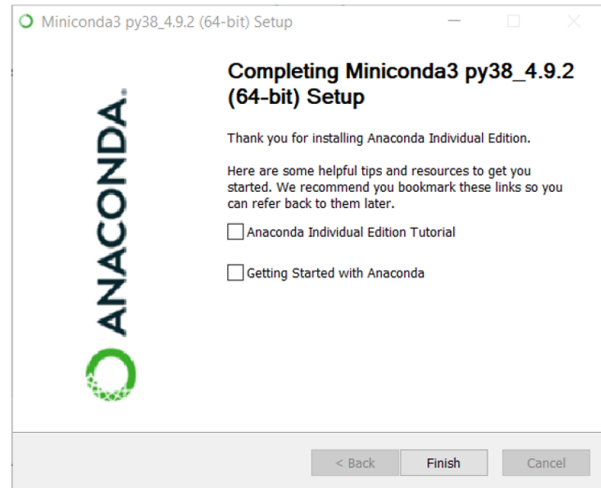 Miniconda3 py38_4.9.2 (64-bit) Setup
ANACONDA.
Completing Miniconda3 py38_4.9.2
(64-bit) Setup
Thank you for installing Anaconda Individual Edition.
Here are some helpful tips and resources to get you
started. We recommend you bookmark these links so you
can refer back to them later.
Anaconda Individual Edition Tutorial
Getting Started with Anaconda
< Back
Finish
Cancel